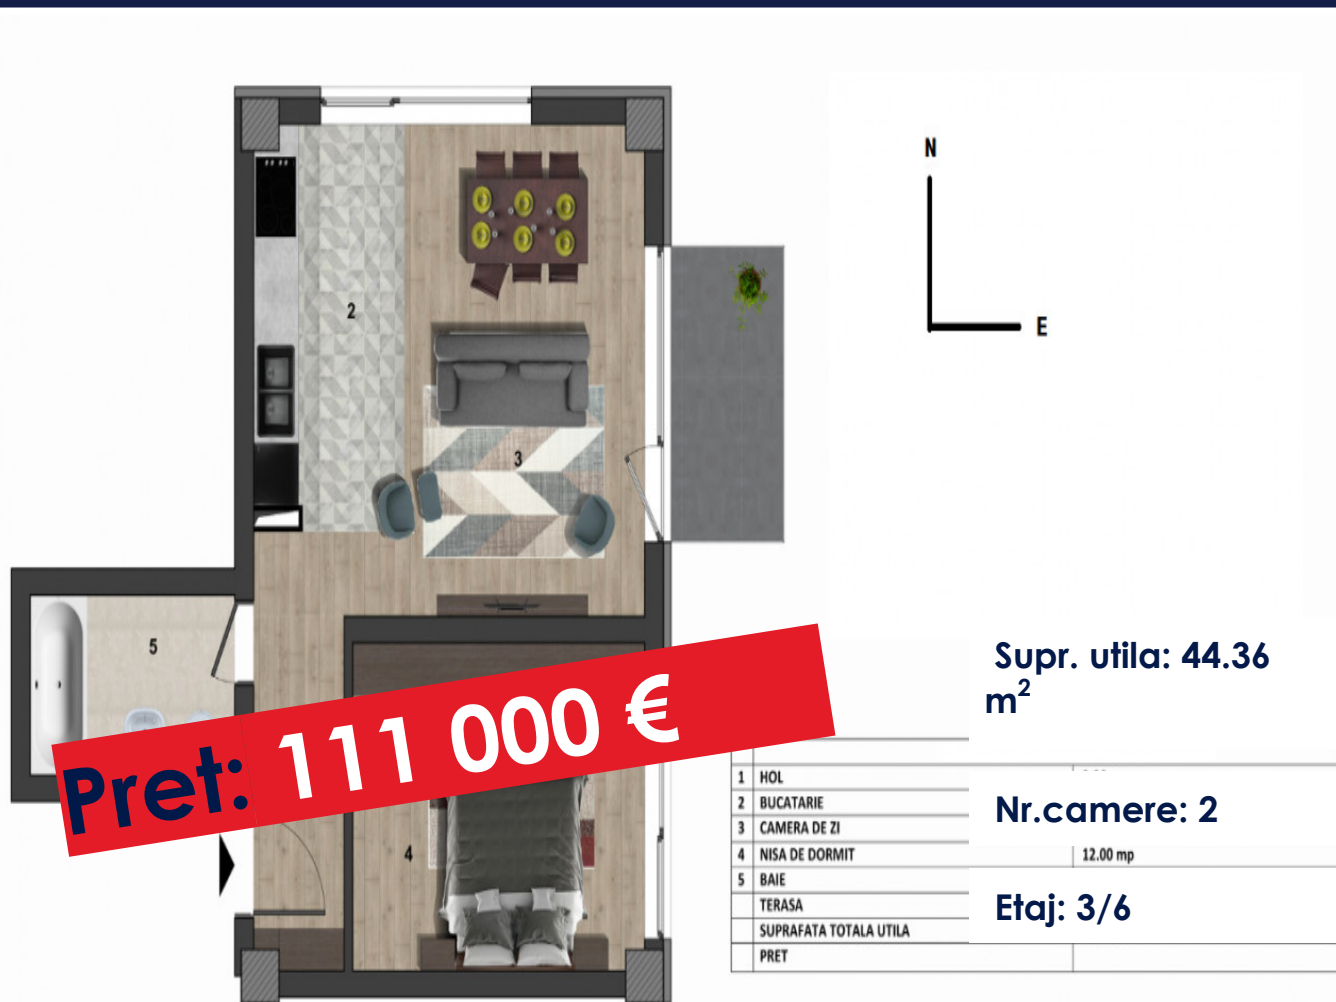 N
E
2
3
5
4
Supr. utila: 44.36
m²
Pret: 111 000 €
1 HOL
2 BUCATARIE
3 CAMERA DE ZI
4 NISA DE DORMIT 12.00 mp
5 BAIE
TERASA
SUPRAFATA TOTALA UTILA
PRET
Nr.camere: 2
Etaj: 3/6